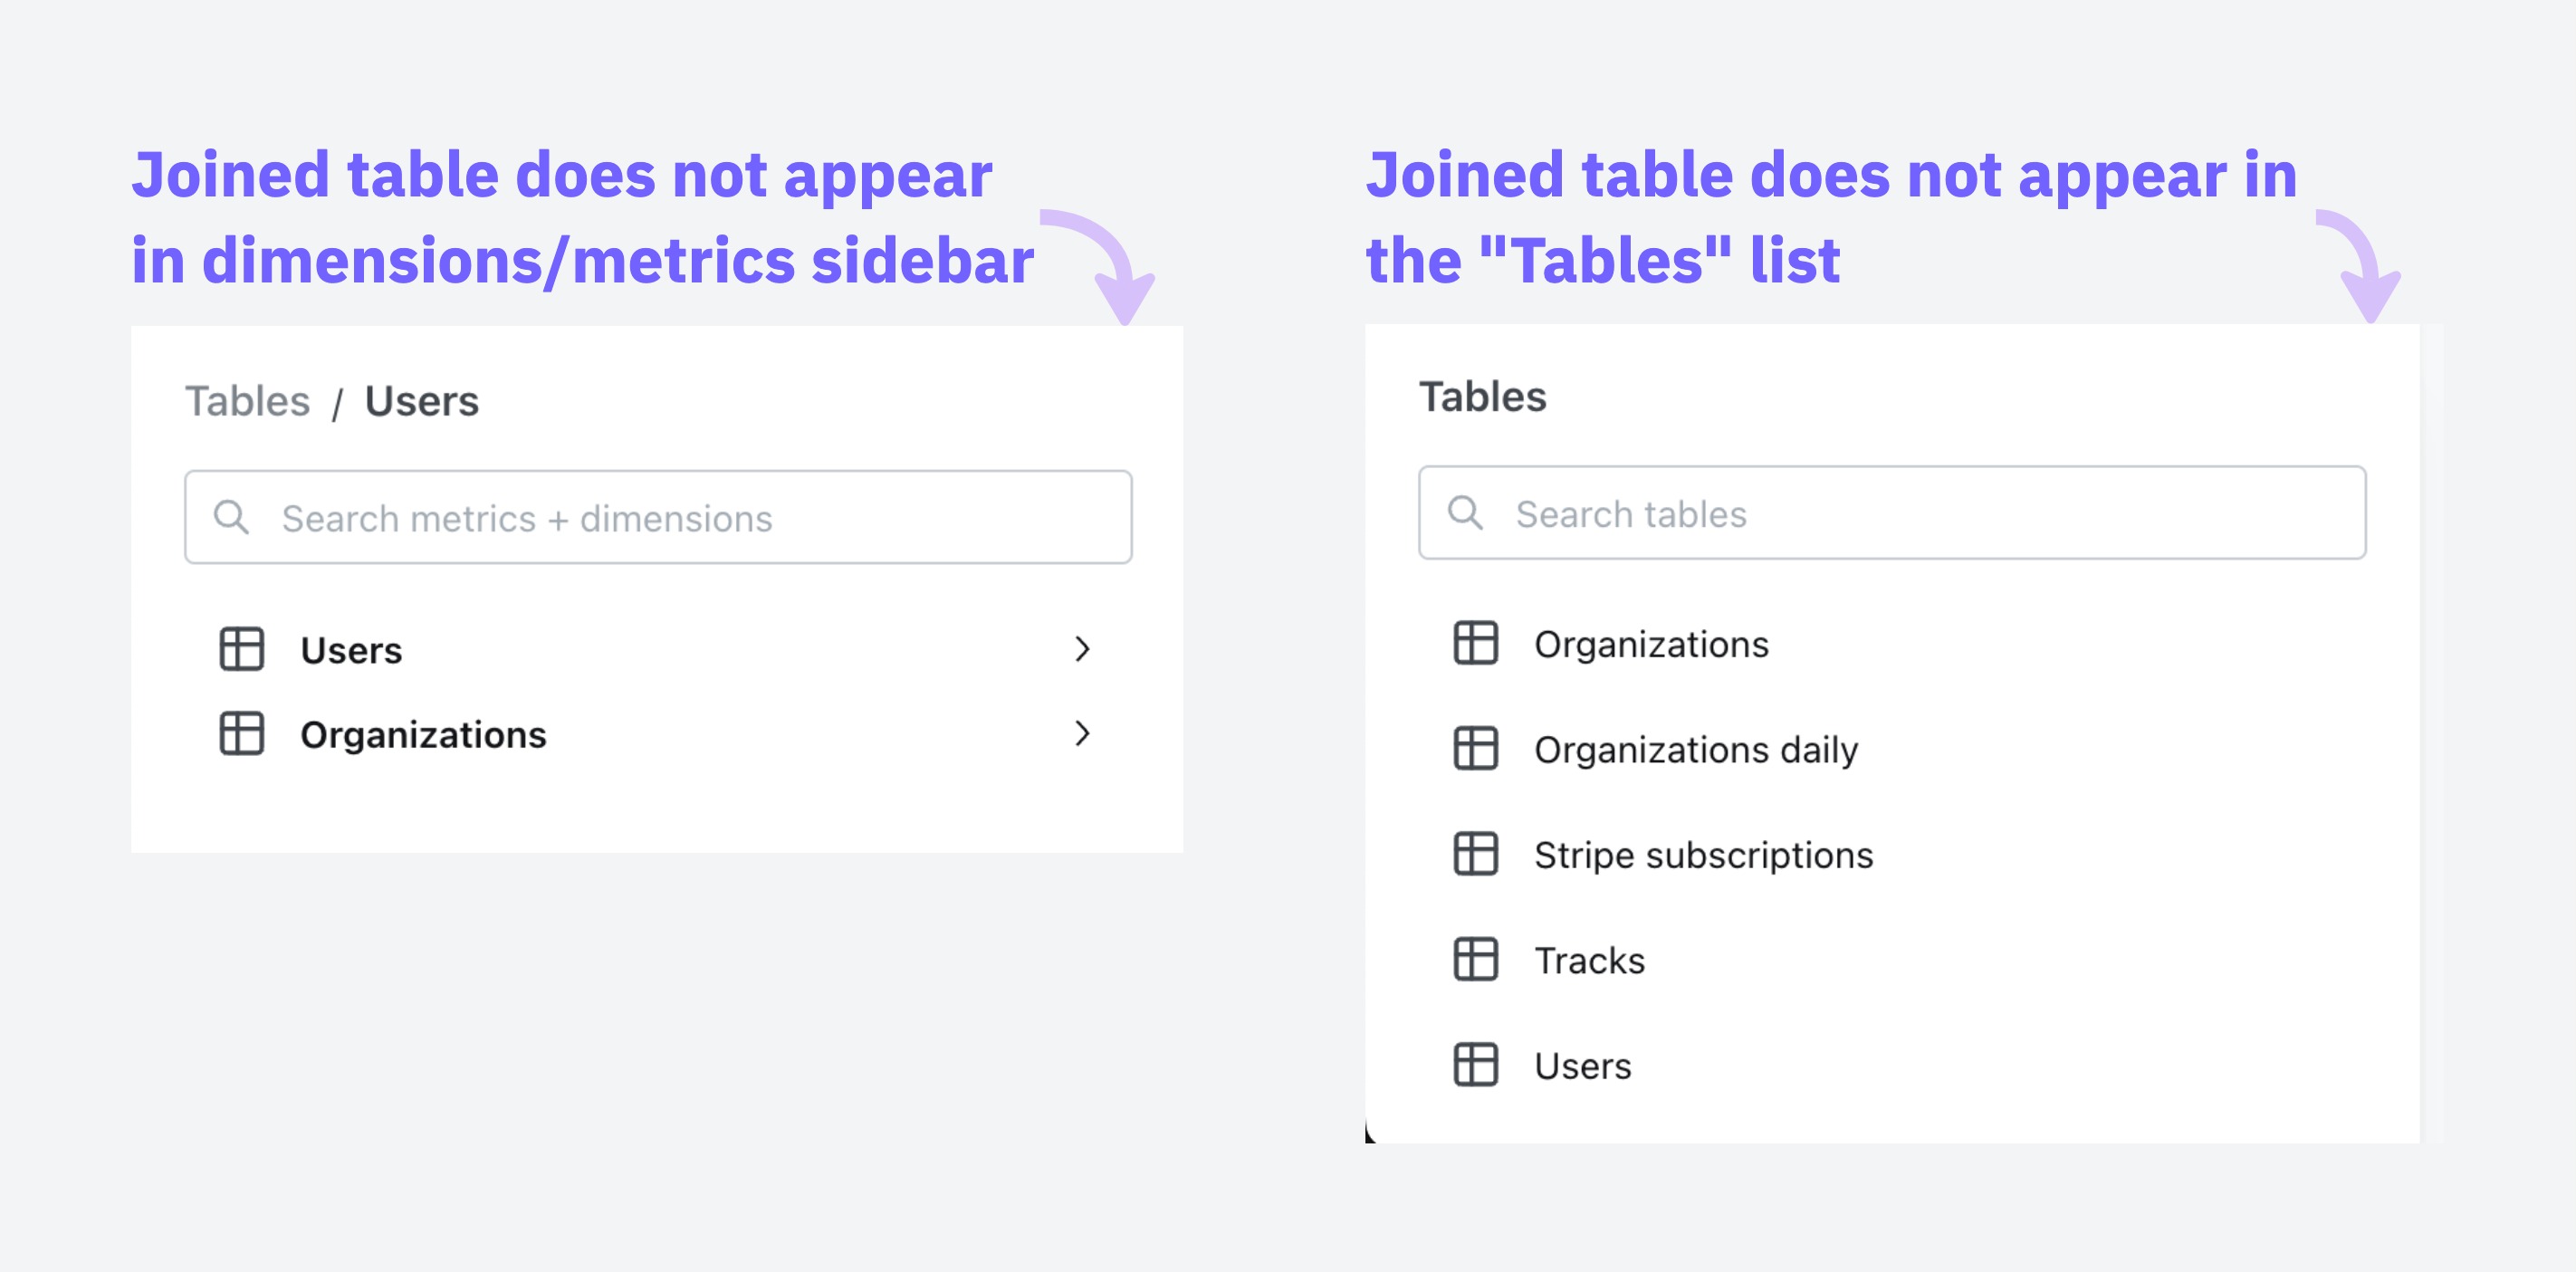 Joined table does not appear
in dimensions/metrics sidebar
Tables / Users
Search metrics + dimensions
Users
Organizations
Joined table does not appear in
the "Tables" list
Tables
Search tables
Organizations
Organizations daily
Stripe subscriptions
Tracks
Users